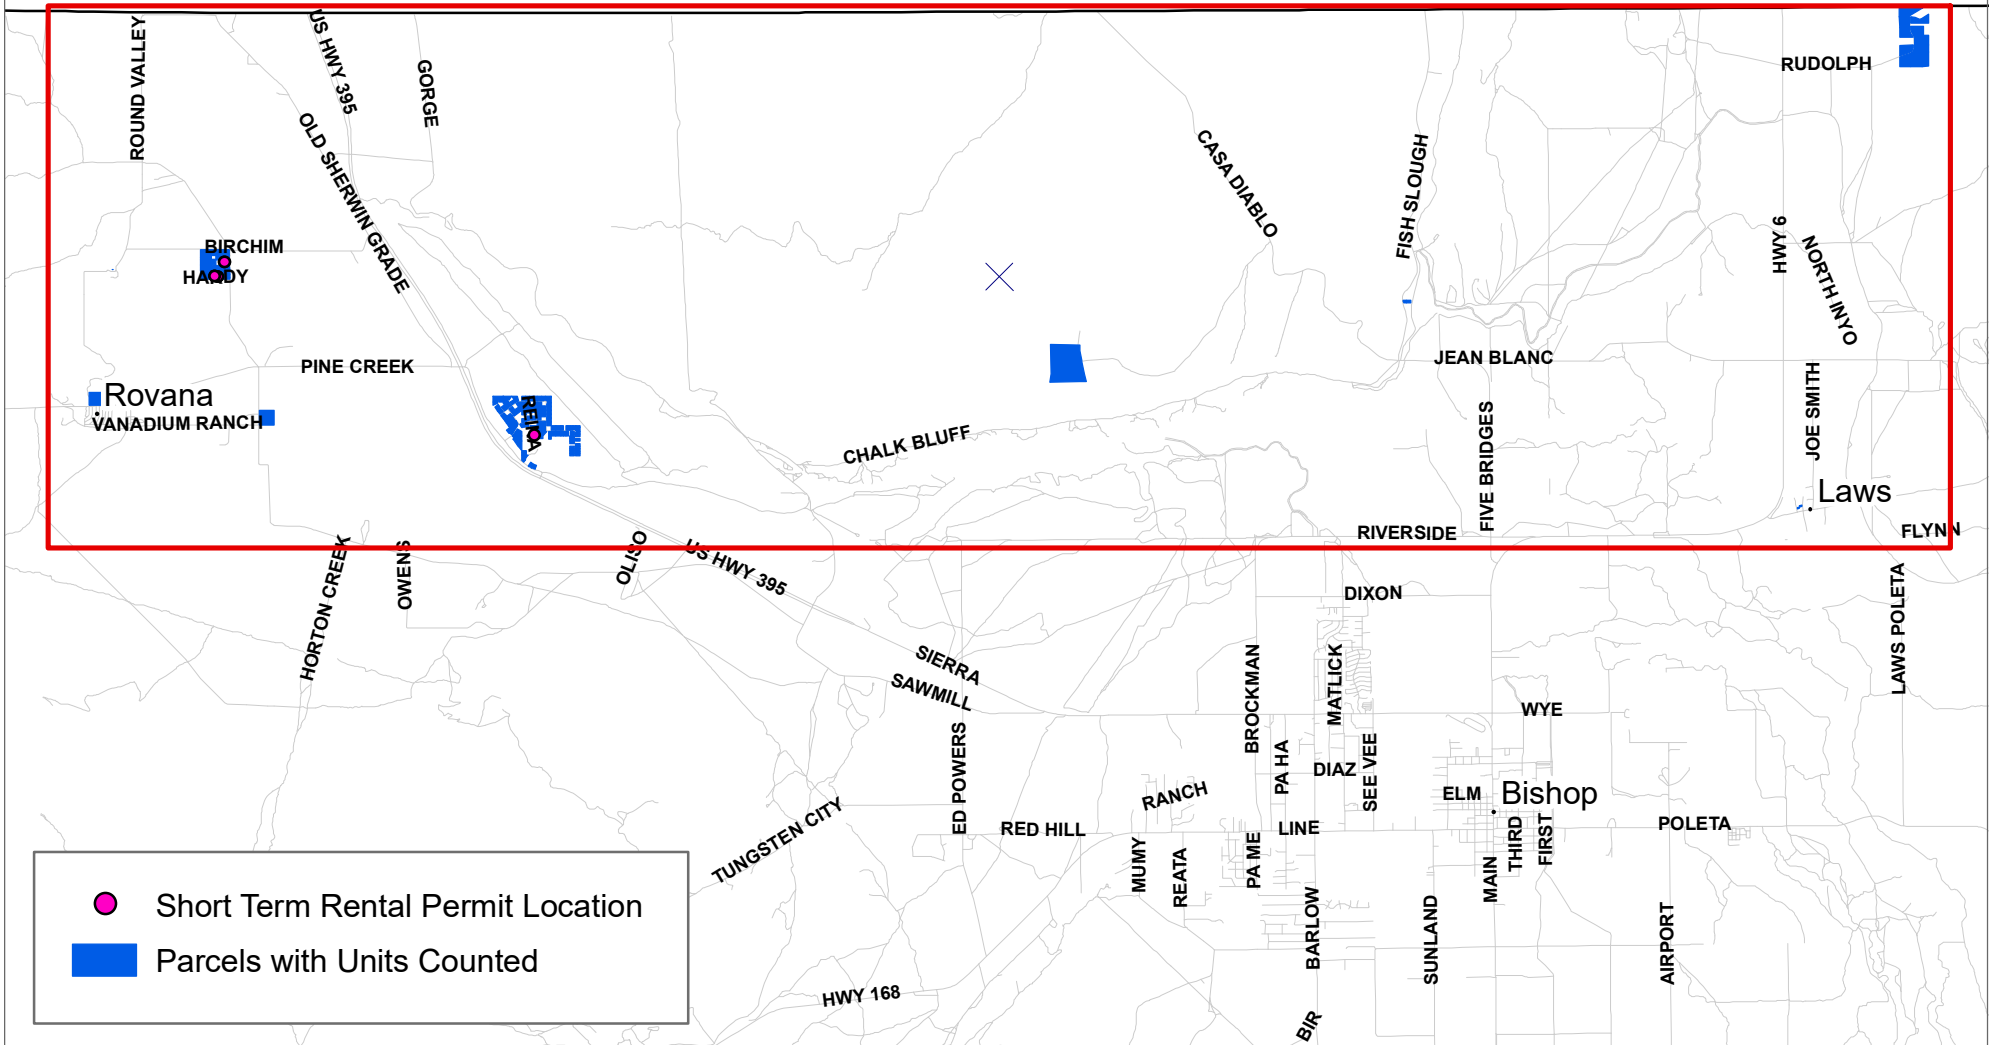 ROUND VALLEY
US HWY 395
GORGE
OLD SHERWIN GRADE
CASA DIABLO
FISH SLOUGH
RUDOLPH
HWY 6
NORTH INYO
BIRCHIM
HARDY
PINE CREEK
Rovana
VANADIUM RANCH
REINA
CHALK BLUFF
JEAN BLANC
FIVE BRIDGES
JOE SMITH
Laws
RIVERSIDE
FLYNN
HORTON CREEK
OWENS
OLISO
US HWY 395
DIXON
LAWS POLETA
SIERRA
SAWMILL
BROCKMAN
MATLICK
WYE
ED POWERS
PA HA
DIAZ
SEE VEE
RANCH
ELM
Bishop
TUNGSTEN CITY
RED HILL
LINE
THIRD
FIRST
POLETA
MUMY
REATA
PA ME
MAIN
BARLOW
SUNLAND
AIRPORT
HWY 168
BIR
Short Term Rental Permit Location
Parcels with Units Counted